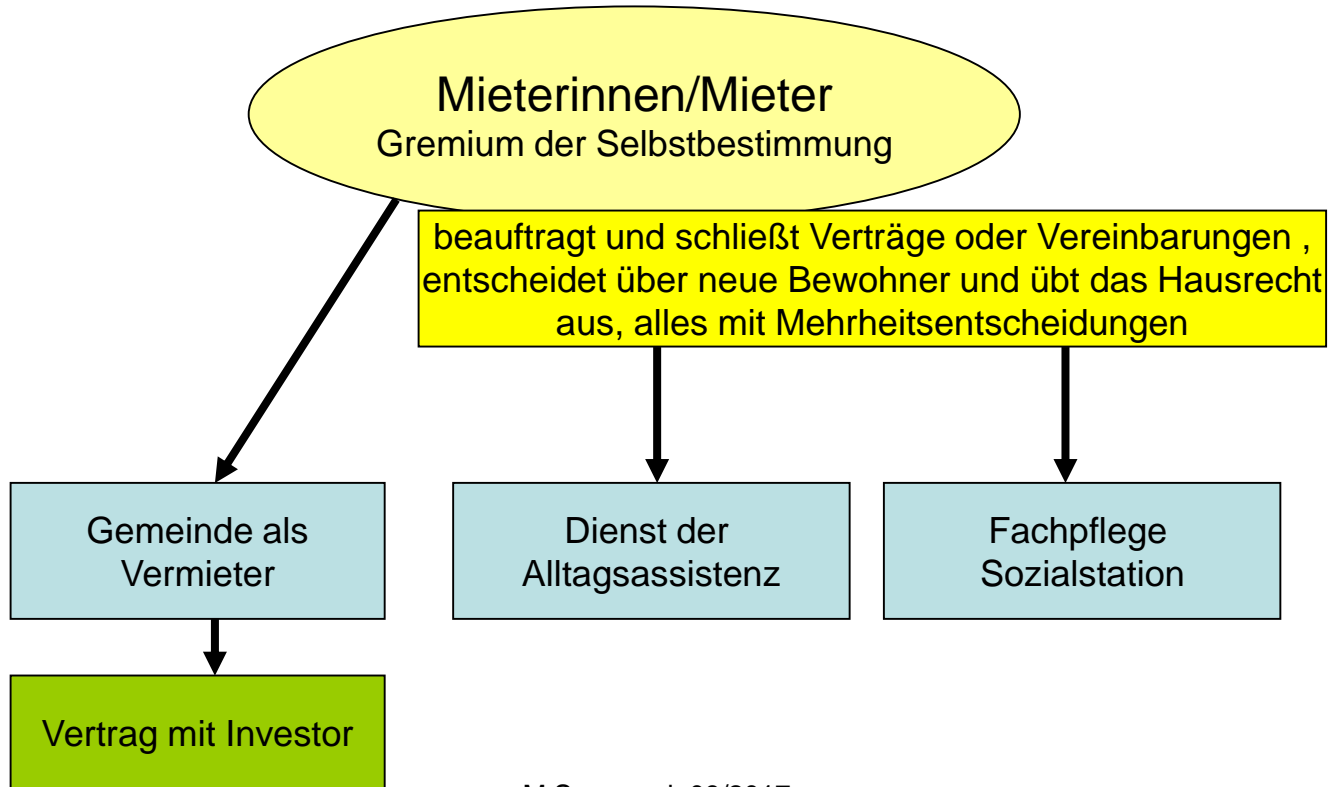 Mieterinnen/Mieter
Gremium der Selbstbestimmung
beauftragt und schließt Verträge oder Vereinbarungen ,
entscheidet über neue Bewohner und übt das Hausrecht
aus, alles mit Mehrheitsentscheidungen
Gemeinde als
Vermieter
Dienst der
Alltagsassistenz
Fachpflege
Sozialstation
Vertrag mit Investor